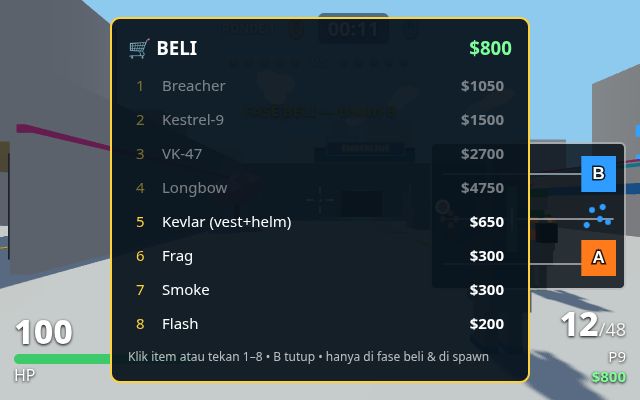 🛒 BELI $800
1 Breacher $1050
2 Kestrel-9 $1500
3 VK-47 $2700
4 Longbow $4750
5 Kevlar (vest+helm) $650
6 Frag $300
7 Smoke $300
8 Flash $200
Klik item atau tekan 1–8 • B tutup • hanya di fase beli & di spawn
00:11
B
A
100
HP
12/48
P9
$800